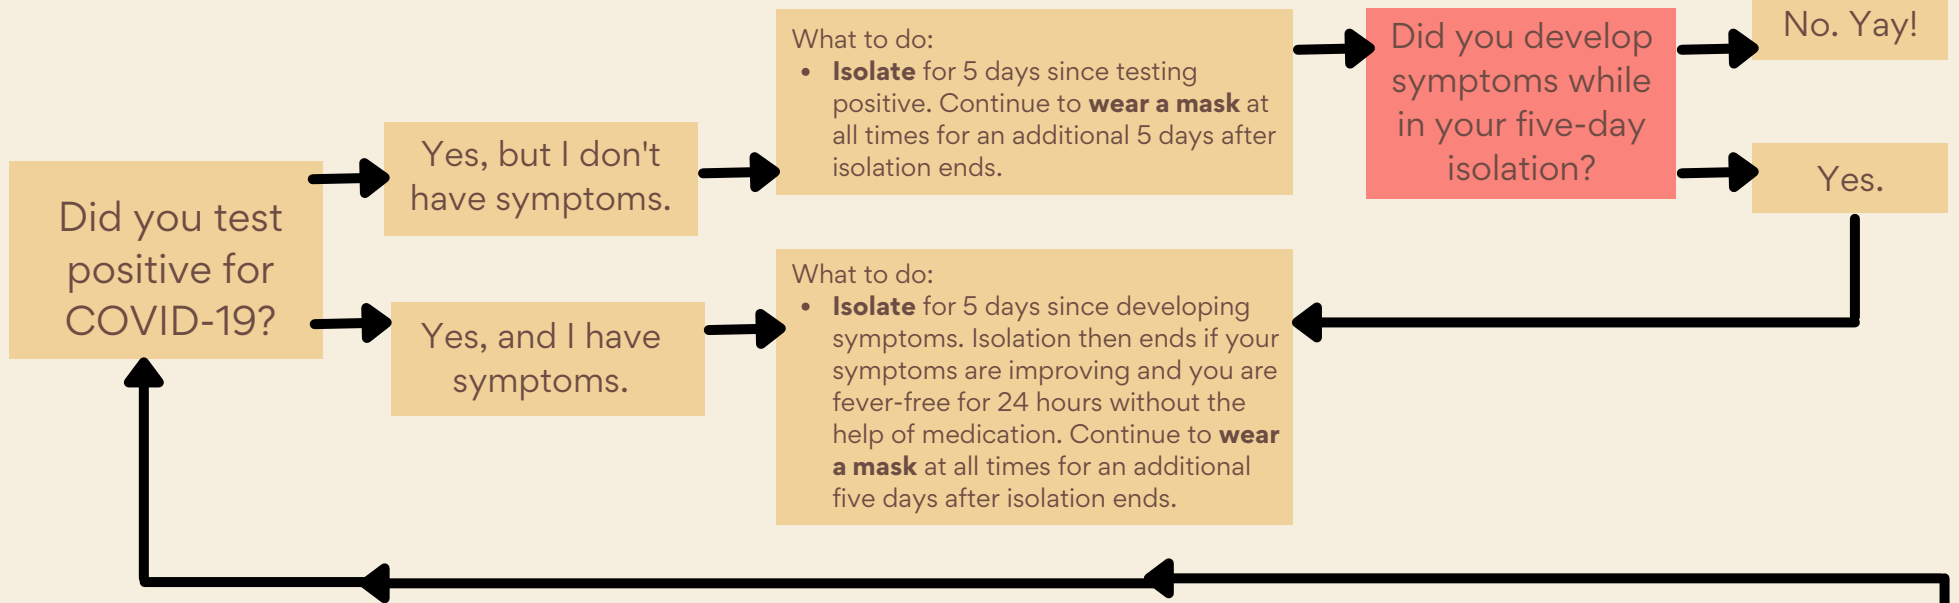 Did you test
positive for
COVID-19?
Yes, but I don't
have symptoms.
Yes, and I have
symptoms.
What to do:
• Isolate for 5 days since testing
positive. Continue to wear a mask at
all times for an additional 5 days after
isolation ends.
What to do:
• Isolate for 5 days since developing
symptoms. Isolation then ends if your
symptoms are improving and you are
fever-free for 24 hours without the
help of medication. Continue to wear
a mask at all times for an additional
five days after isolation ends.
Did you develop
symptoms while
in your five-day
isolation?
No. Yay!
Yes.